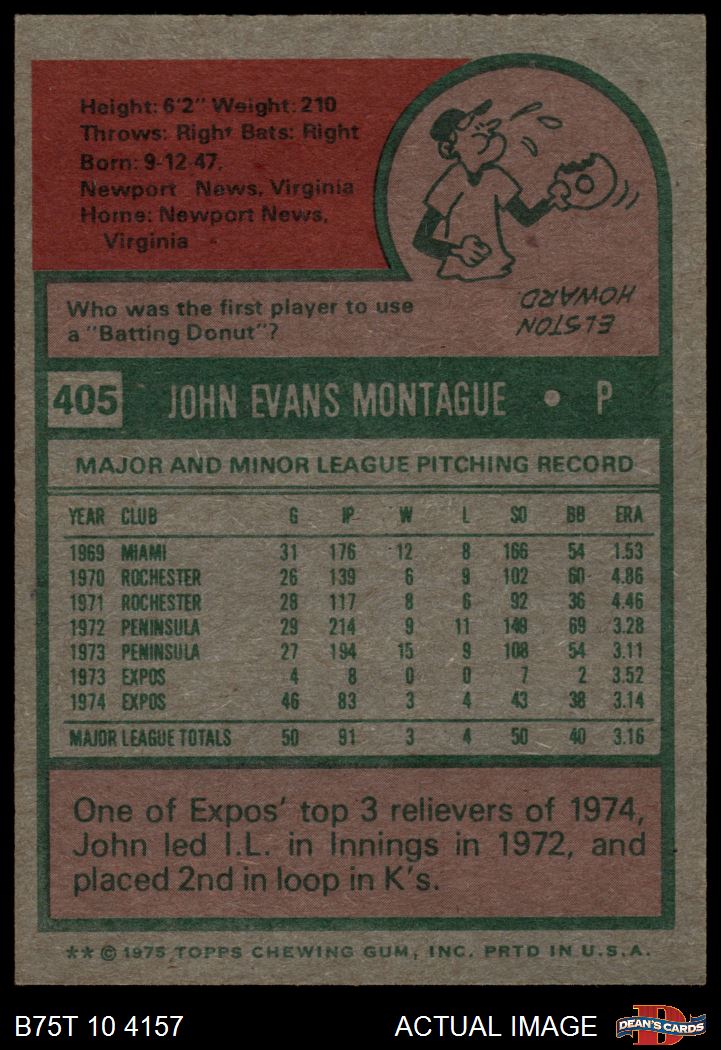 Height: 6'2" Weight: 210
Throws: Right Bats: Right
Born: 9-12-47,
Newport News, Virginia
Home: Newport News,
Virginia
Who was the first player to use
a "Batting Donut"?
ELSTON
HOWARD.
405 JOHN EVANS MONTAGUE • P
MAJOR AND MINOR LEAGUE PITCHING RECORD
YEAR CLUB G IP W L SO BB ERA
1969 MIAMI 31 176 12 8 166 54 1.53
1970 ROCHESTER 26 139 6 9 102 60 4.86
1971 ROCHESTER 28 117 8 6 92 36 4.46
1972 PENINSULA 29 214 9 11 149 69 3.28
1973 PENINSULA 27 194 15 9 108 54 3.11
1973 EXPOS 4 8 0 0 7 2 3.52
1974 EXPOS 46 83 3 4 43 38 3.14
MAJOR LEAGUE TOTALS 50 91 3 4 50 40 3.16
One of Expos' top 3 relievers of 1974,
John led I.L. in Innings in 1972, and
placed 2nd in loop in K's.
** © 1975 TOPPS CHEWING GUM, INC. PRTD IN U.S.A.
B75T 10 4157 ACTUAL IMAGE DEAN'S CARDS